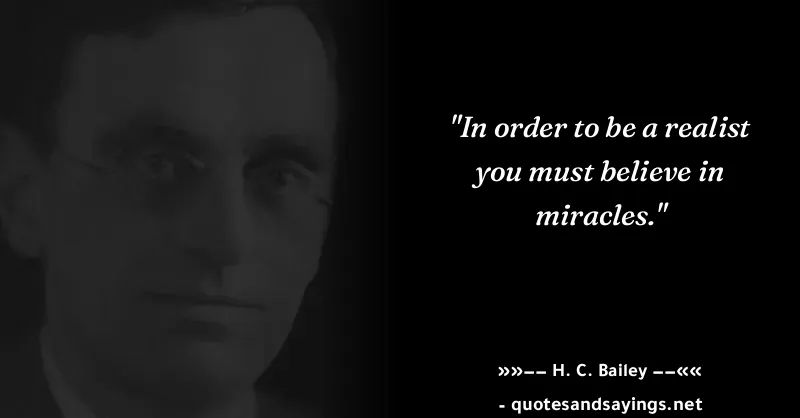 "In order to be a realist
you must believe in
miracles."
»»−− H. C. Bailey −−««
- quotesandsayings.net